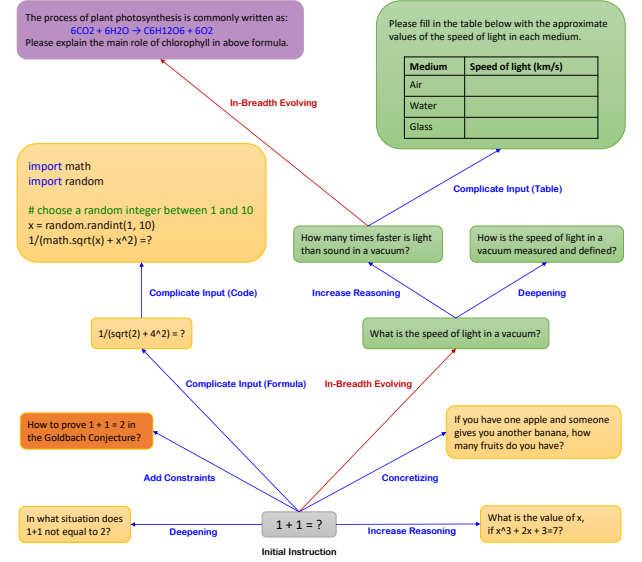 The process of plant photosynthesis is commonly written as:
6CO2 + 6H2O → C6H12O6 + 6O2
Please explain the main role of chlorophyll in above formula.
Please fill in the table below with the approximate
values of the speed of light in each medium.
Medium Speed of light (km/s)
Air
Water
Glass
In-Breadth Evolving
Complicate Input (Table)
import math
import random
# choose a random integer between 1 and 10
x = random.randint(1, 10)
1/(math.sqrt(x) + x^2) =?
How many times faster is light
than sound in a vacuum?
How is the speed of light in a
vacuum measured and defined?
Complicate Input (Code)
Increase Reasoning
Deepening
1/(sqrt(2) + 4^2) = ?
What is the speed of light in a vacuum?
Complicate Input (Formula)
In-Breadth Evolving
How to prove 1 + 1 = 2 in
the Goldbach Conjecture?
If you have one apple and someone
gives you another banana, how
many fruits do you have?
Add Constraints
Concretizing
In what situation does
1+1 not equal to 2?
Deepening
1 + 1 = ?
Increase Reasoning
What is the value of x,
if x^3 + 2x + 3=7?
Initial Instruction